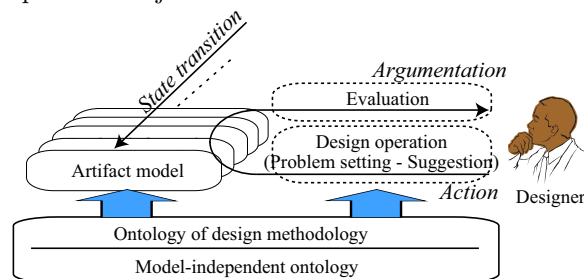 State transition
Argumentation
Evaluation
Design operation
(Problem setting - Suggestion)
Artifact model
Action
Designer
Ontology of design methodology
Model-independent ontology